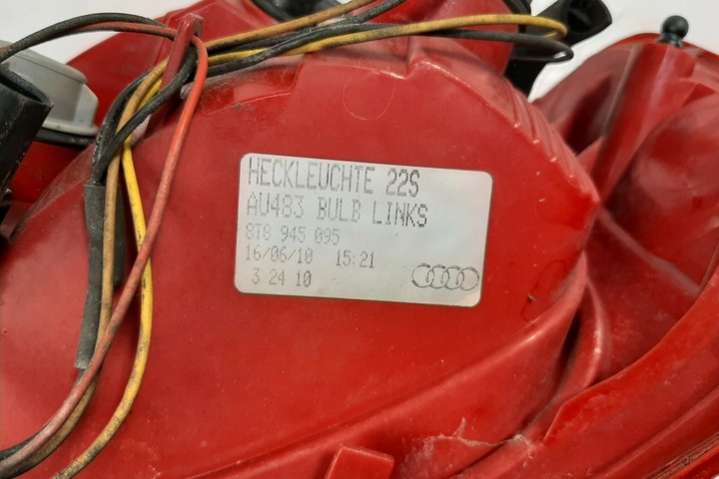 HECKLEUCHTE 22S
AU483 BULB LINKS
8T8 945 095
16/06/10 15:21
3 24 10